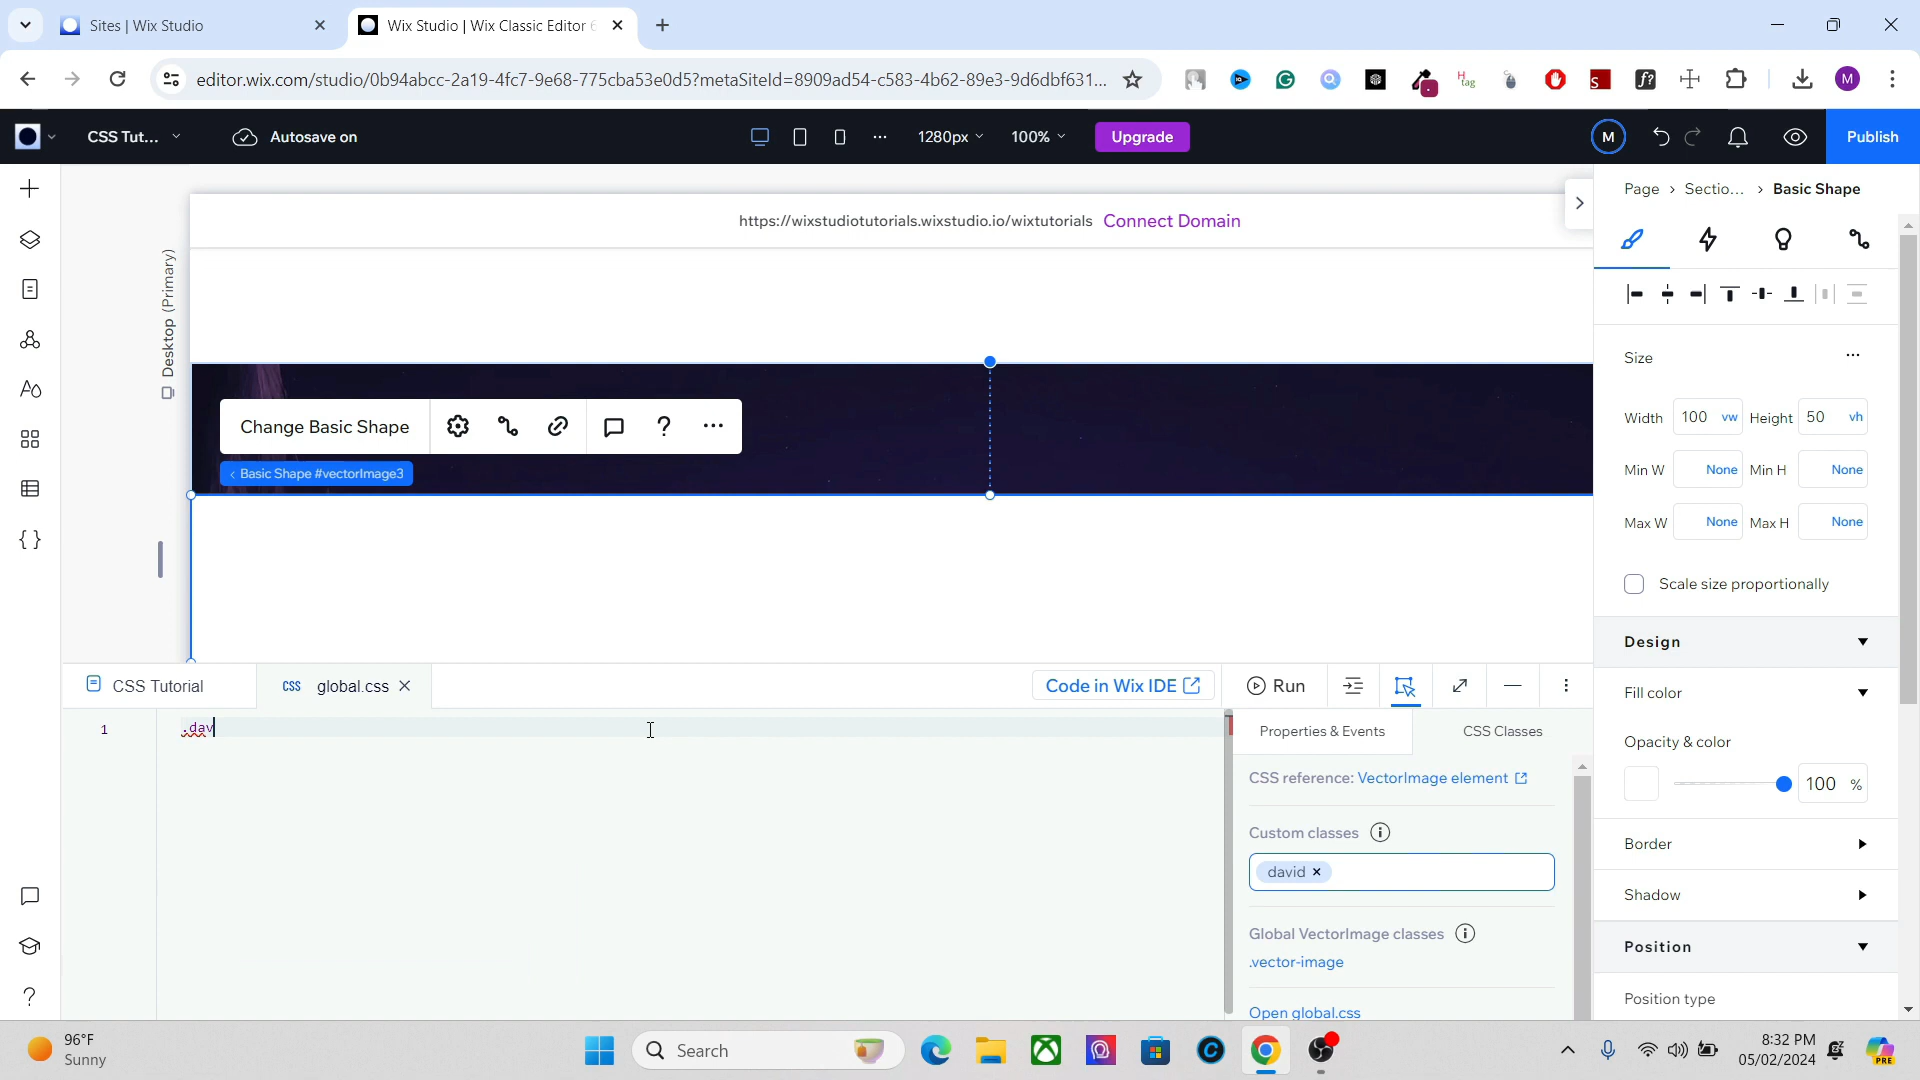 Sites | Wix Studio
Wix Studio | Wix Classic Editor
editor.wix.com/studio/0b94abcc-2a19-4fc7-9e68-775cba53e0d5?metaSiteId=8909ad54-c583-4b62-89e3-9d6dbf631...
H
tag
S
f?
M
CSS Tut...
Autosave on
...
1280px
100%
Upgrade
M
Publish
Page > Sectio... > Basic Shape
https://wixstudiotutorials.wixstudio.io/wixtutorials Connect Domain
Desktop (Primary)
Change Basic Shape
?
...
< Basic Shape #vectorImage3
Size
...
Width 100 vw Height 50 vh
Min W None Min H None
Max W None Max H None
Scale size proportionally
Design
Fill color
Opacity & color
100 %
Border
Shadow
Position
Position type
{ }
?
CSS Tutorial
CSS global.css
Code in Wix IDE
Run
1 .dav
Properties & Events
CSS Classes
CSS reference: VectorImage element
Custom classes
david ×
Global VectorImage classes
.vector-image
Open global.css
96°F
Sunny
Search
8:32 PM
05/02/2024
PRE